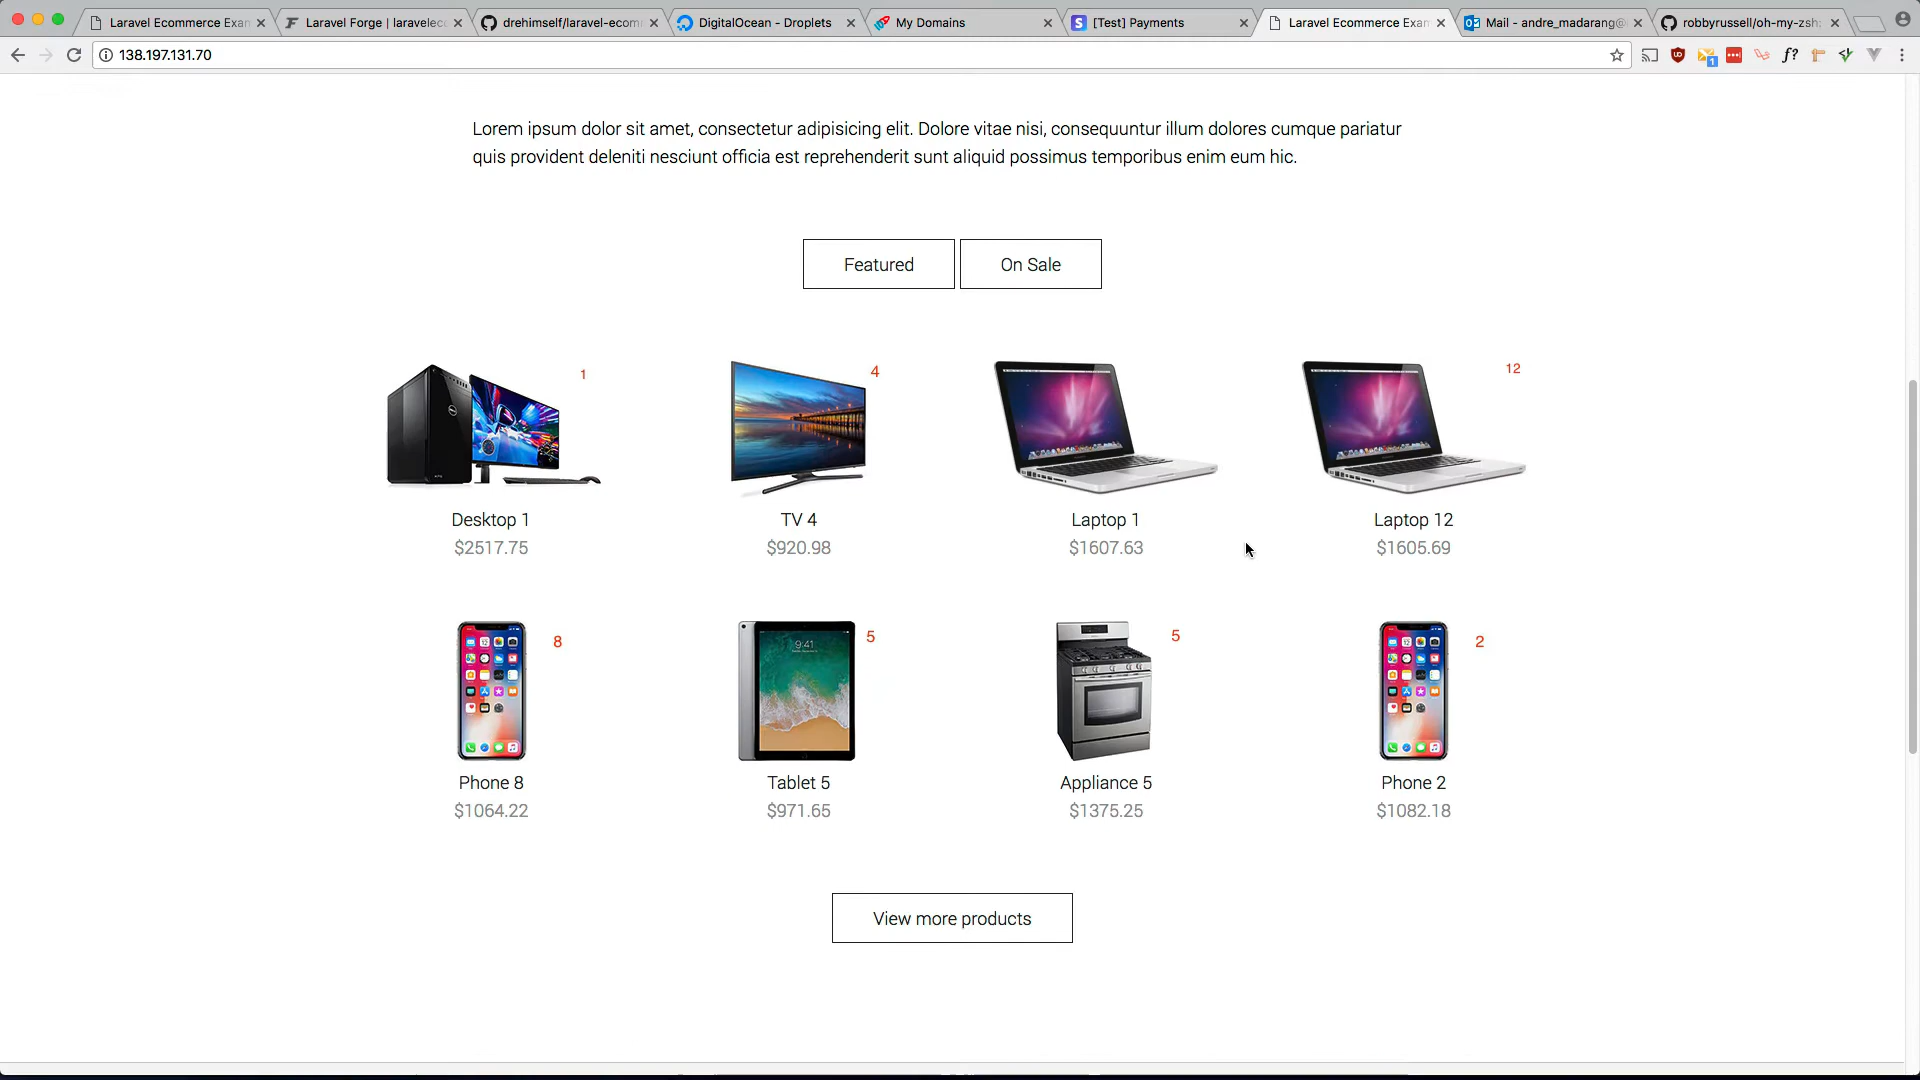 Laravel Ecommerce Exam
Laravel Forge | laravelec
drehimself/laravel-ecom
DigitalOcean - Droplets
My Domains
[Test] Payments
Laravel Ecommerce Exam
Mail - andre_madarang@
robbyrussell/oh-my-zsh:
138.197.131.70
1
f?
Lorem ipsum dolor sit amet, consectetur adipisicing elit. Dolore vitae nisi, consequuntur illum dolores cumque pariatur
quis provident deleniti nesciunt officia est reprehenderit sunt aliquid possimus temporibus enim eum hic.
Featured
On Sale
1
4
12
Desktop 1
TV 4
Laptop 1
Laptop 12
$2517.75
$920.98
$1607.63
$1605.69
8
5
5
2
9:41
Phone 8
Tablet 5
Appliance 5
Phone 2
$1064.22
$971.65
$1375.25
$1082.18
View more products